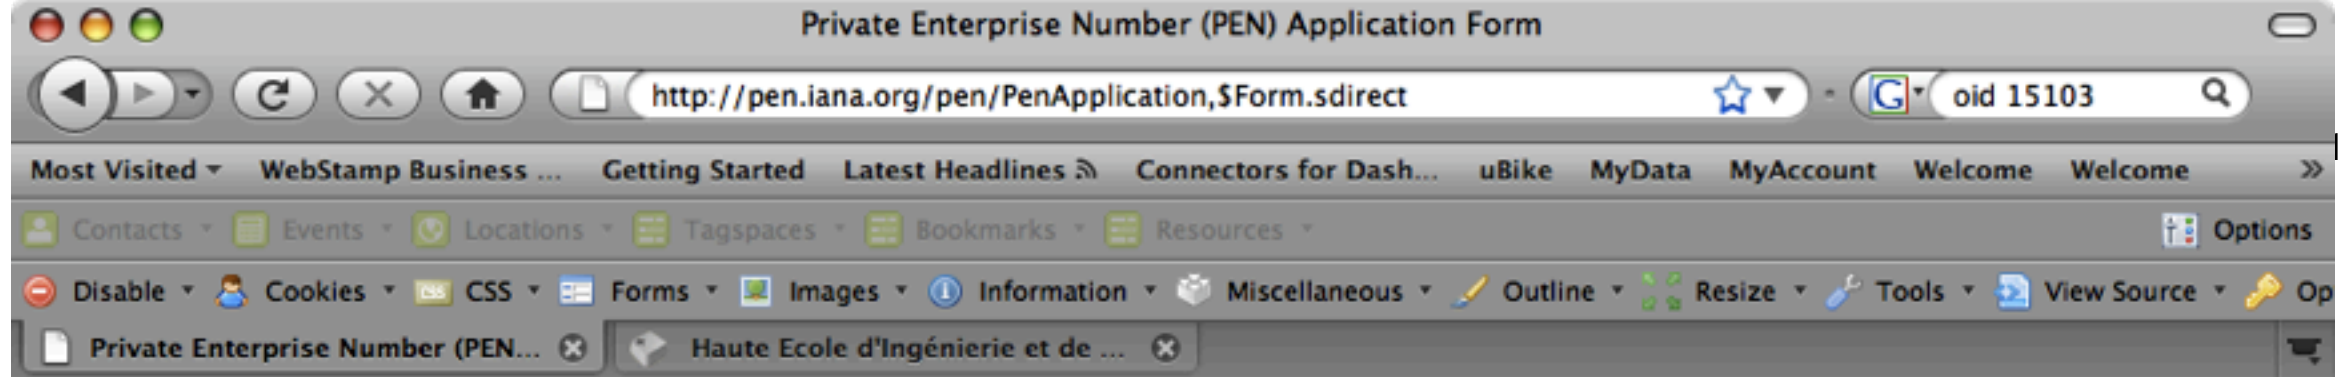 Private Enterprise Number (PEN) Application Form
http://pen.iana.org/pen/PenApplication,$Form.sdirect G oid 15103
Most Visited WebStamp Business ... Getting Started Latest Headlines Connectors for Dash... uBike MyData MyAccount Welcome Welcome »
Contacts Events Locations Tagspaces Bookmarks Resources Options
Disable Cookies CSS CSS Forms Images Information Miscellaneous Outline Resize Tools View Source Op
Private Enterprise Number (PEN... Haute Ecole d'Ingénierie et de ...